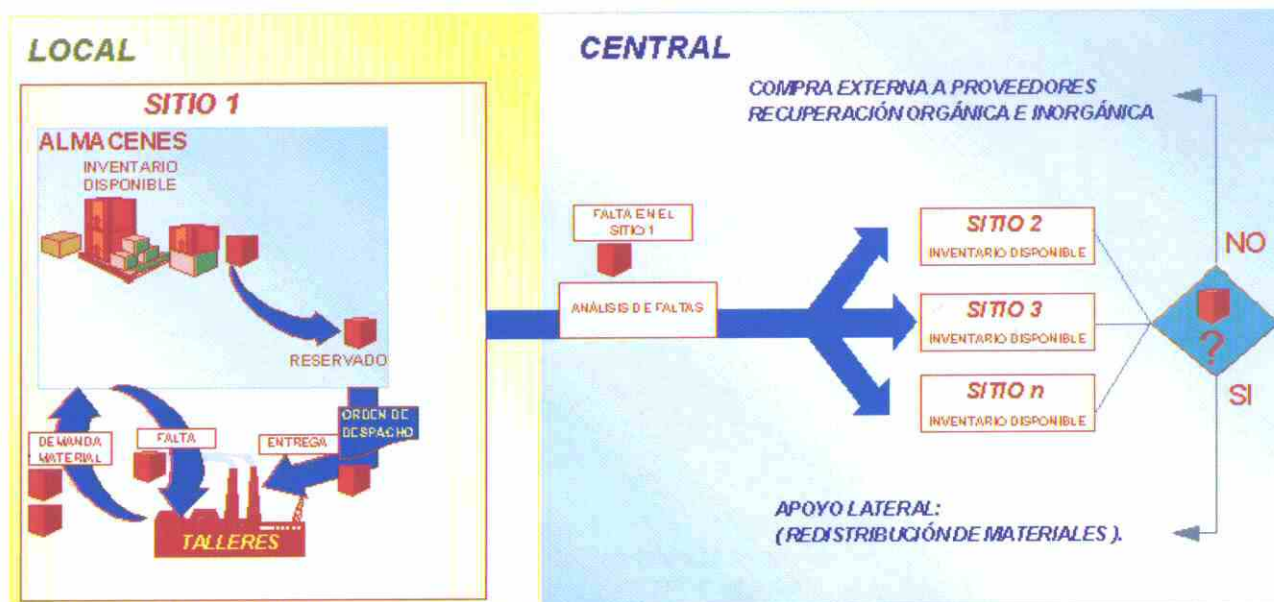 LOCAL
SITIO 1
ALMACENES
INVENTARIO
DISPONIBLE
RESERVADO
DEMANDA
MATERIAL
FALTA
ENTREGA
ORDEN DE
DESPACHO
TALLERES
CENTRAL
COMPRA EXTERNA A PROVEEDORES
RECUPERACIÓN ORGÁNICA E INORGÁNICA
FALTA EN EL
SITIO 1
ANÁLISIS DE FALTAS
SITIO 2
INVENTARIO DISPONIBLE
SITIO 3
INVENTARIO DISPONIBLE
SITIO n
INVENTARIO DISPONIBLE
NO
?
SI
APOYO LATERAL:
( REDISTRIBUCIÓN DE MATERIALES ).